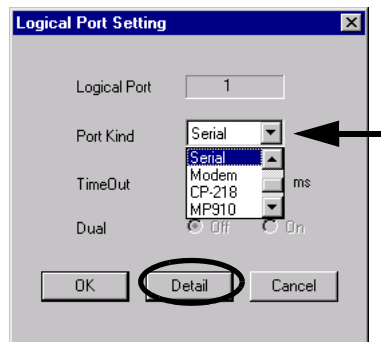 Logical Port Setting
Logical Port 1
Port Kind Serial
Serial
Modem
TimeOut ms
CP-218
MP910
Dual Off On
OK Detail Cancel